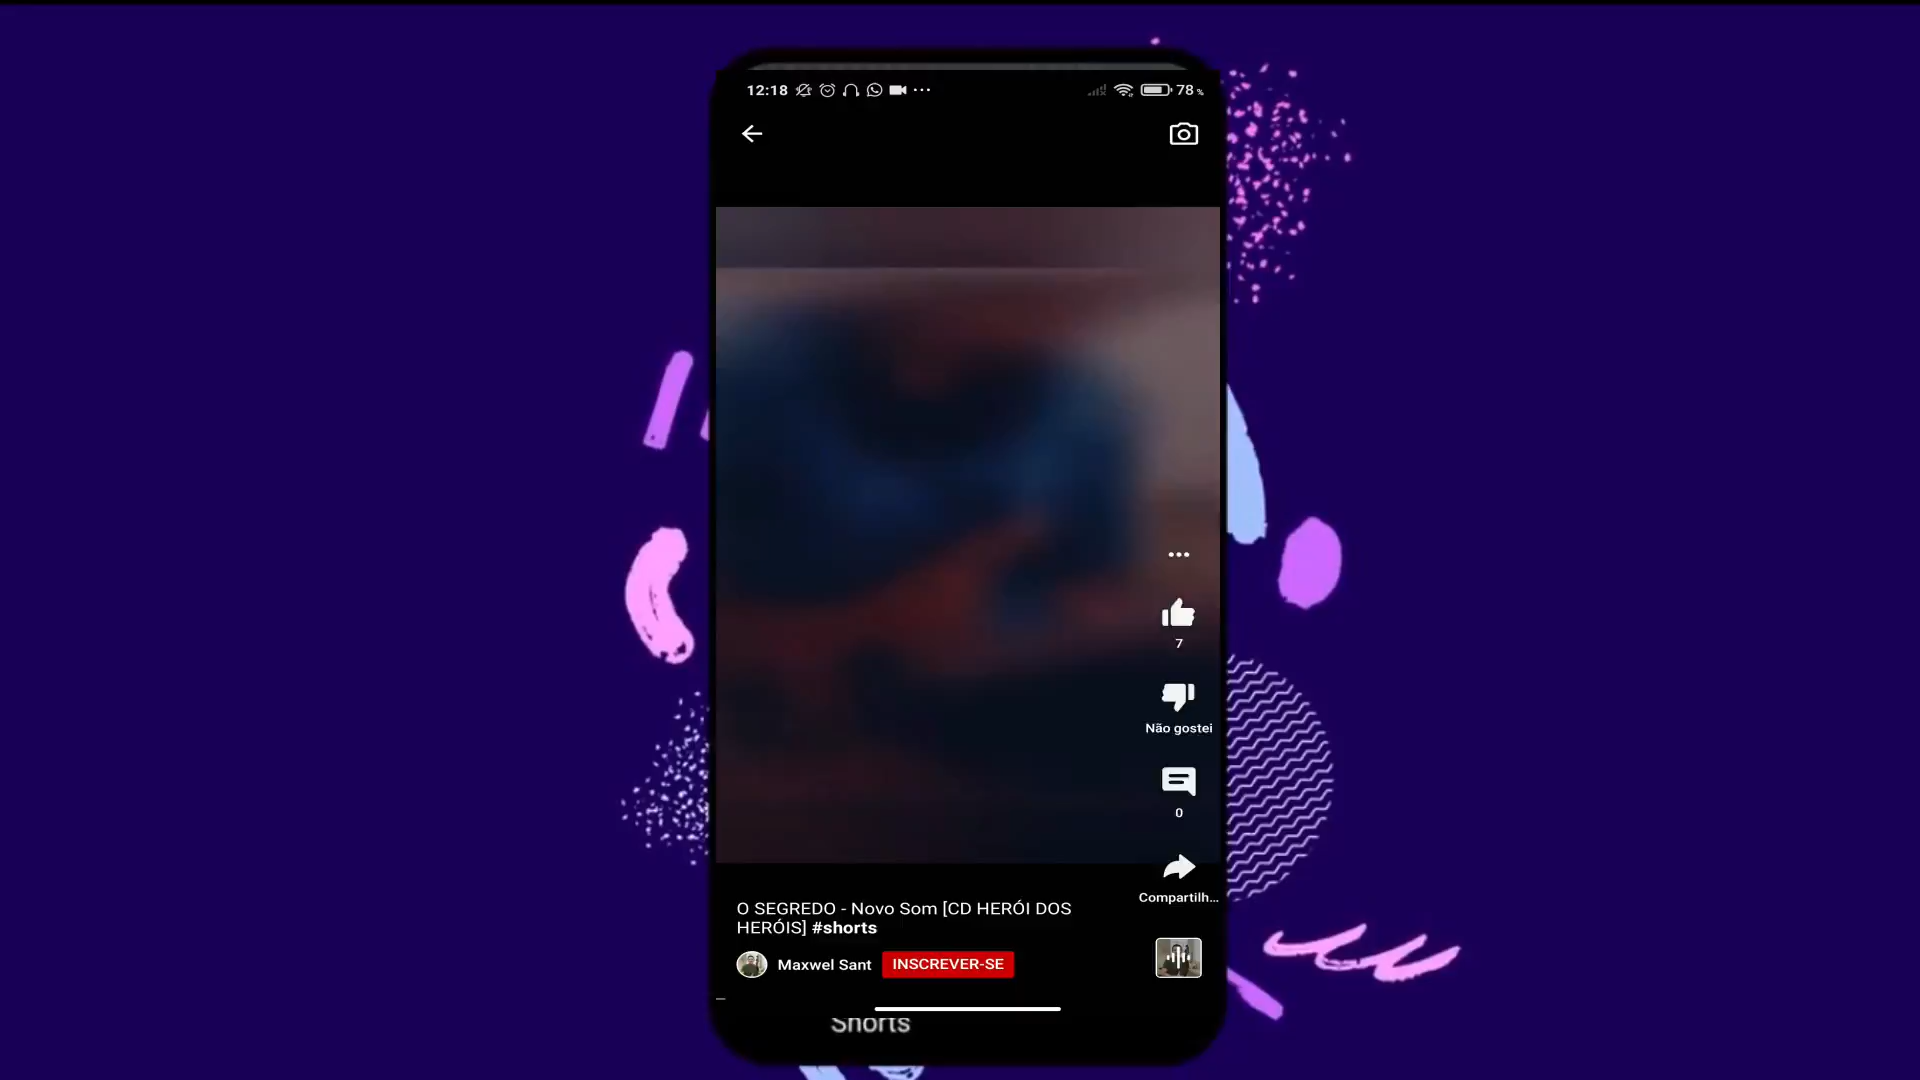 12:18
78 %
7
Não gostei
0
Compartilh...
O SEGREDO - Novo Som [CD HERÓI DOS
HERÓIS] #shorts
Maxwel Sant
INSCREVER-SE
Shorts